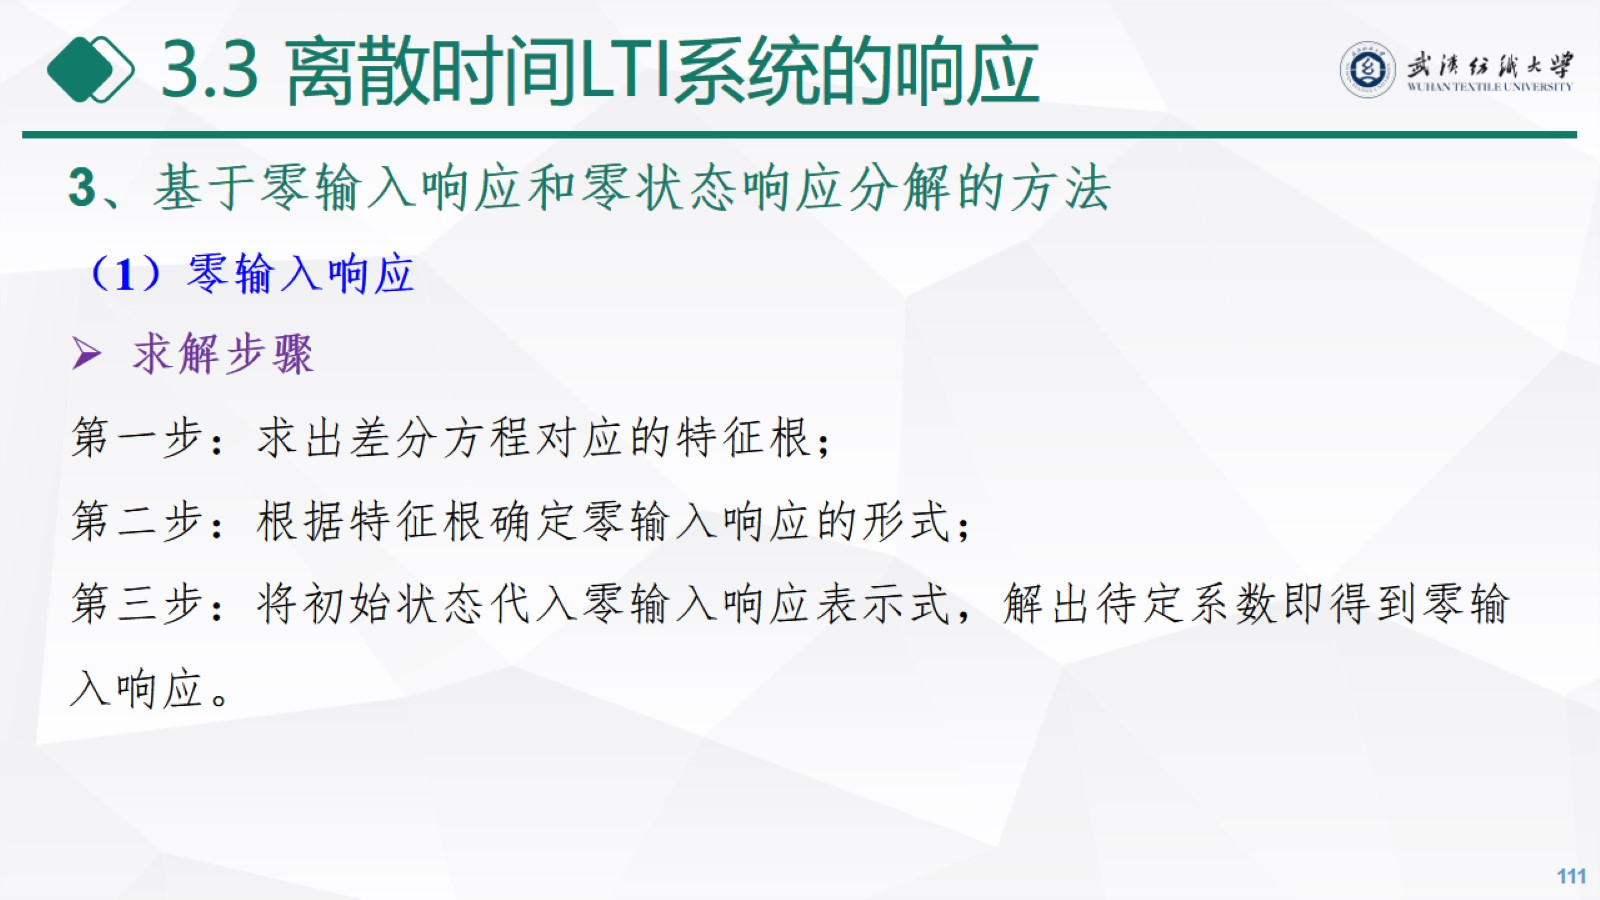 3.3 离散时间LTI系统的响应
武汉纺织大学
WUHAN TEXTILE UNIVERSITY
3、基于零输入响应和零状态响应分解的方法
（1）零输入响应
求解步骤
第一步：求出差分方程对应的特征根；
第二步：根据特征根确定零输入响应的形式；
第三步：将初始状态代入零输入响应表示式，解出待定系数即得到零输
入响应。
111